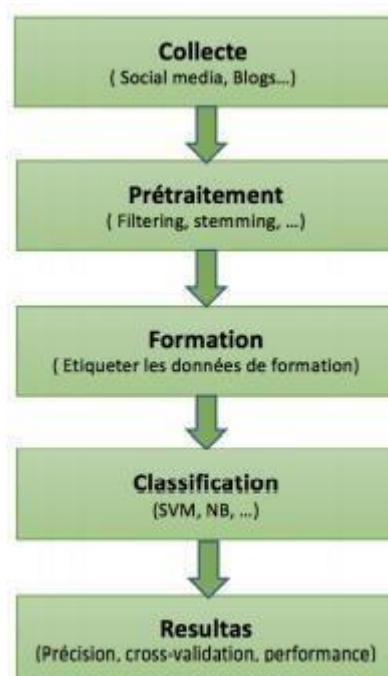 Collecte
( Social media, Blogs...)
Prétraitement
( Filtering, stemming, ...)
Formation
( Etiqueter les données de formation)
Classification
(SVM, NB, ...)
Resultas
(Précision, cross-validation, performance)